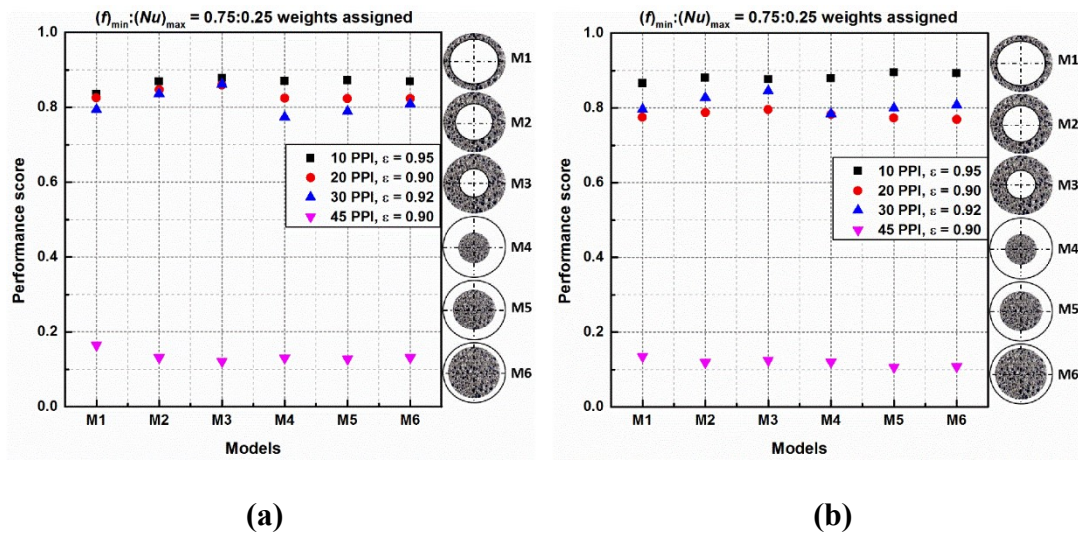 (f)min:(Nu)max = 0.75:0.25 weights assigned
1.0
0.8
0.6
0.4
0.2
0.0
Performance score
10 PPI, ε = 0.95
20 PPI, ε = 0.90
30 PPI, ε = 0.92
45 PPI, ε = 0.90
M1 M2 M3 M4 M5 M6
Models
M1
M2
M3
M4
M5
M6
(a)
(f)min:(Nu)max = 0.75:0.25 weights assigned
1.0
0.8
0.6
0.4
0.2
0.0
Performance score
10 PPI, ε = 0.95
20 PPI, ε = 0.90
30 PPI, ε = 0.92
45 PPI, ε = 0.90
M1 M2 M3 M4 M5 M6
Models
M1
M2
M3
M4
M5
M6
(b)